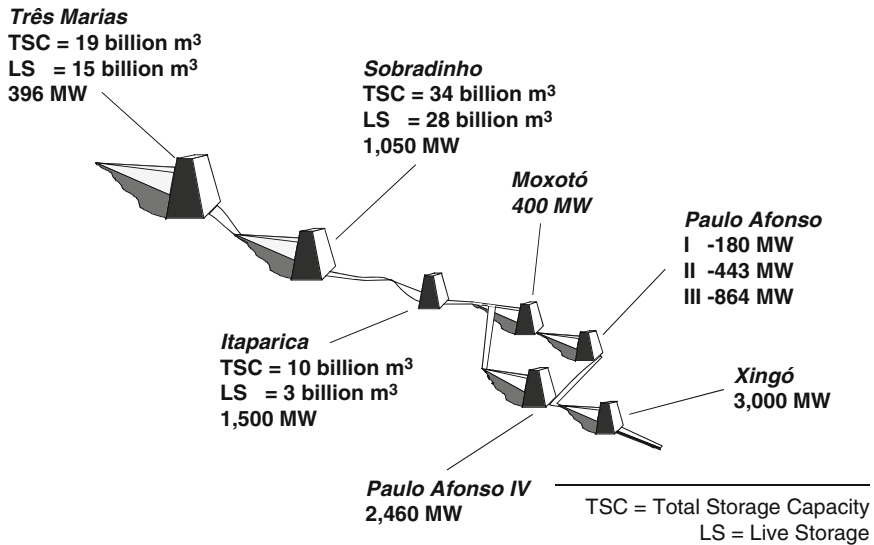 Três Marias
TSC = 19 billion m³
LS = 15 billion m³
396 MW
Sobradinho
TSC = 34 billion m³
LS = 28 billion m³
1,050 MW
Moxotó
400 MW
Paulo Afonso
I -180 MW
II -443 MW
III -864 MW
Itaparica
TSC = 10 billion m³
LS = 3 billion m³
1,500 MW
Xingó
3,000 MW
Paulo Afonso IV
2,460 MW
TSC = Total Storage Capacity
LS = Live Storage